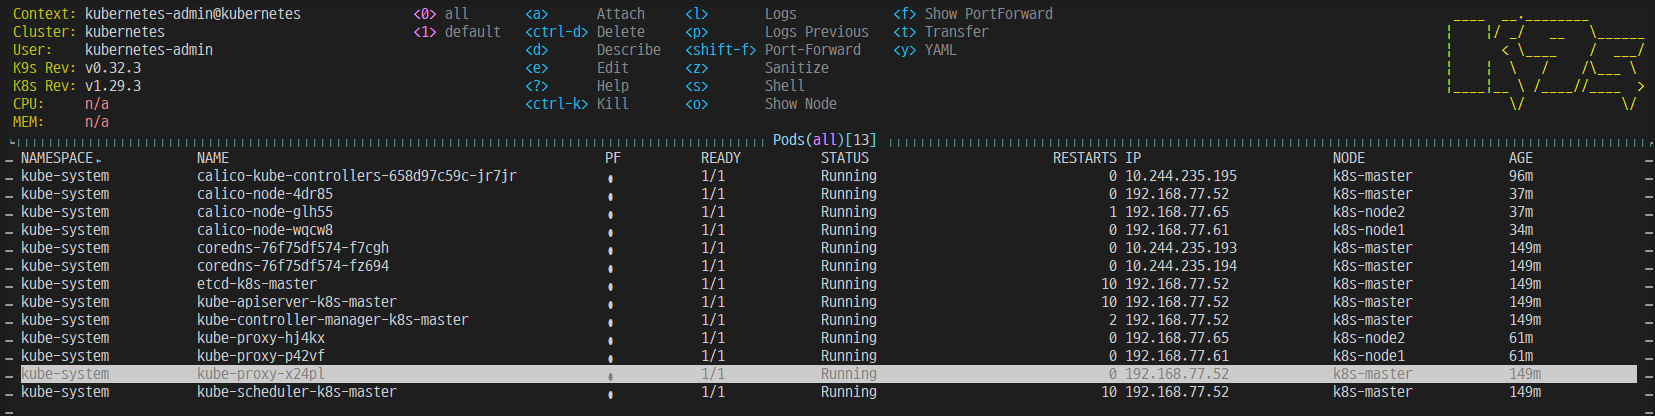 Context: kubernetes-admin@kubernetes <0> all <a> Attach <l> Logs <f> Show PortForward
Cluster: kubernetes <1> default <ctrl-d> Delete <p> Logs Previous <t> Transfer
User: kubernetes-admin <d> Describe <shift-f> Port-Forward <y> YAML
K9s Rev: v0.32.3 <e> Edit <z> Sanitize
K8s Rev: v1.29.3 <?> Help <s> Shell
CPU: n/a <ctrl-k> Kill <o> Show Node
MEM: n/a
Pods(all)[13]
NAMESPACE NAME PF READY STATUS RESTARTS IP NODE AGE
kube-system calico-kube-controllers-658d97c59c-jr7jr 1/1 Running 0 10.244.235.195 k8s-master 96m
kube-system calico-node-4dr85 1/1 Running 0 192.168.77.52 k8s-master 37m
kube-system calico-node-glh55 1/1 Running 1 192.168.77.65 k8s-node2 37m
kube-system calico-node-wqcw8 1/1 Running 0 192.168.77.61 k8s-node1 34m
kube-system coredns-76f75df574-f7cgh 1/1 Running 0 10.244.235.193 k8s-master 149m
kube-system coredns-76f75df574-fz694 1/1 Running 0 10.244.235.194 k8s-master 149m
kube-system etcd-k8s-master 1/1 Running 10 192.168.77.52 k8s-master 149m
kube-system kube-apiserver-k8s-master 1/1 Running 10 192.168.77.52 k8s-master 149m
kube-system kube-controller-manager-k8s-master 1/1 Running 2 192.168.77.52 k8s-master 149m
kube-system kube-proxy-hj4kx 1/1 Running 0 192.168.77.65 k8s-node2 61m
kube-system kube-proxy-p42vf 1/1 Running 0 192.168.77.61 k8s-node1 61m
kube-system kube-proxy-x24pl 1/1 Running 0 192.168.77.52 k8s-master 149m
kube-system kube-scheduler-k8s-master 1/1 Running 10 192.168.77.52 k8s-master 149m